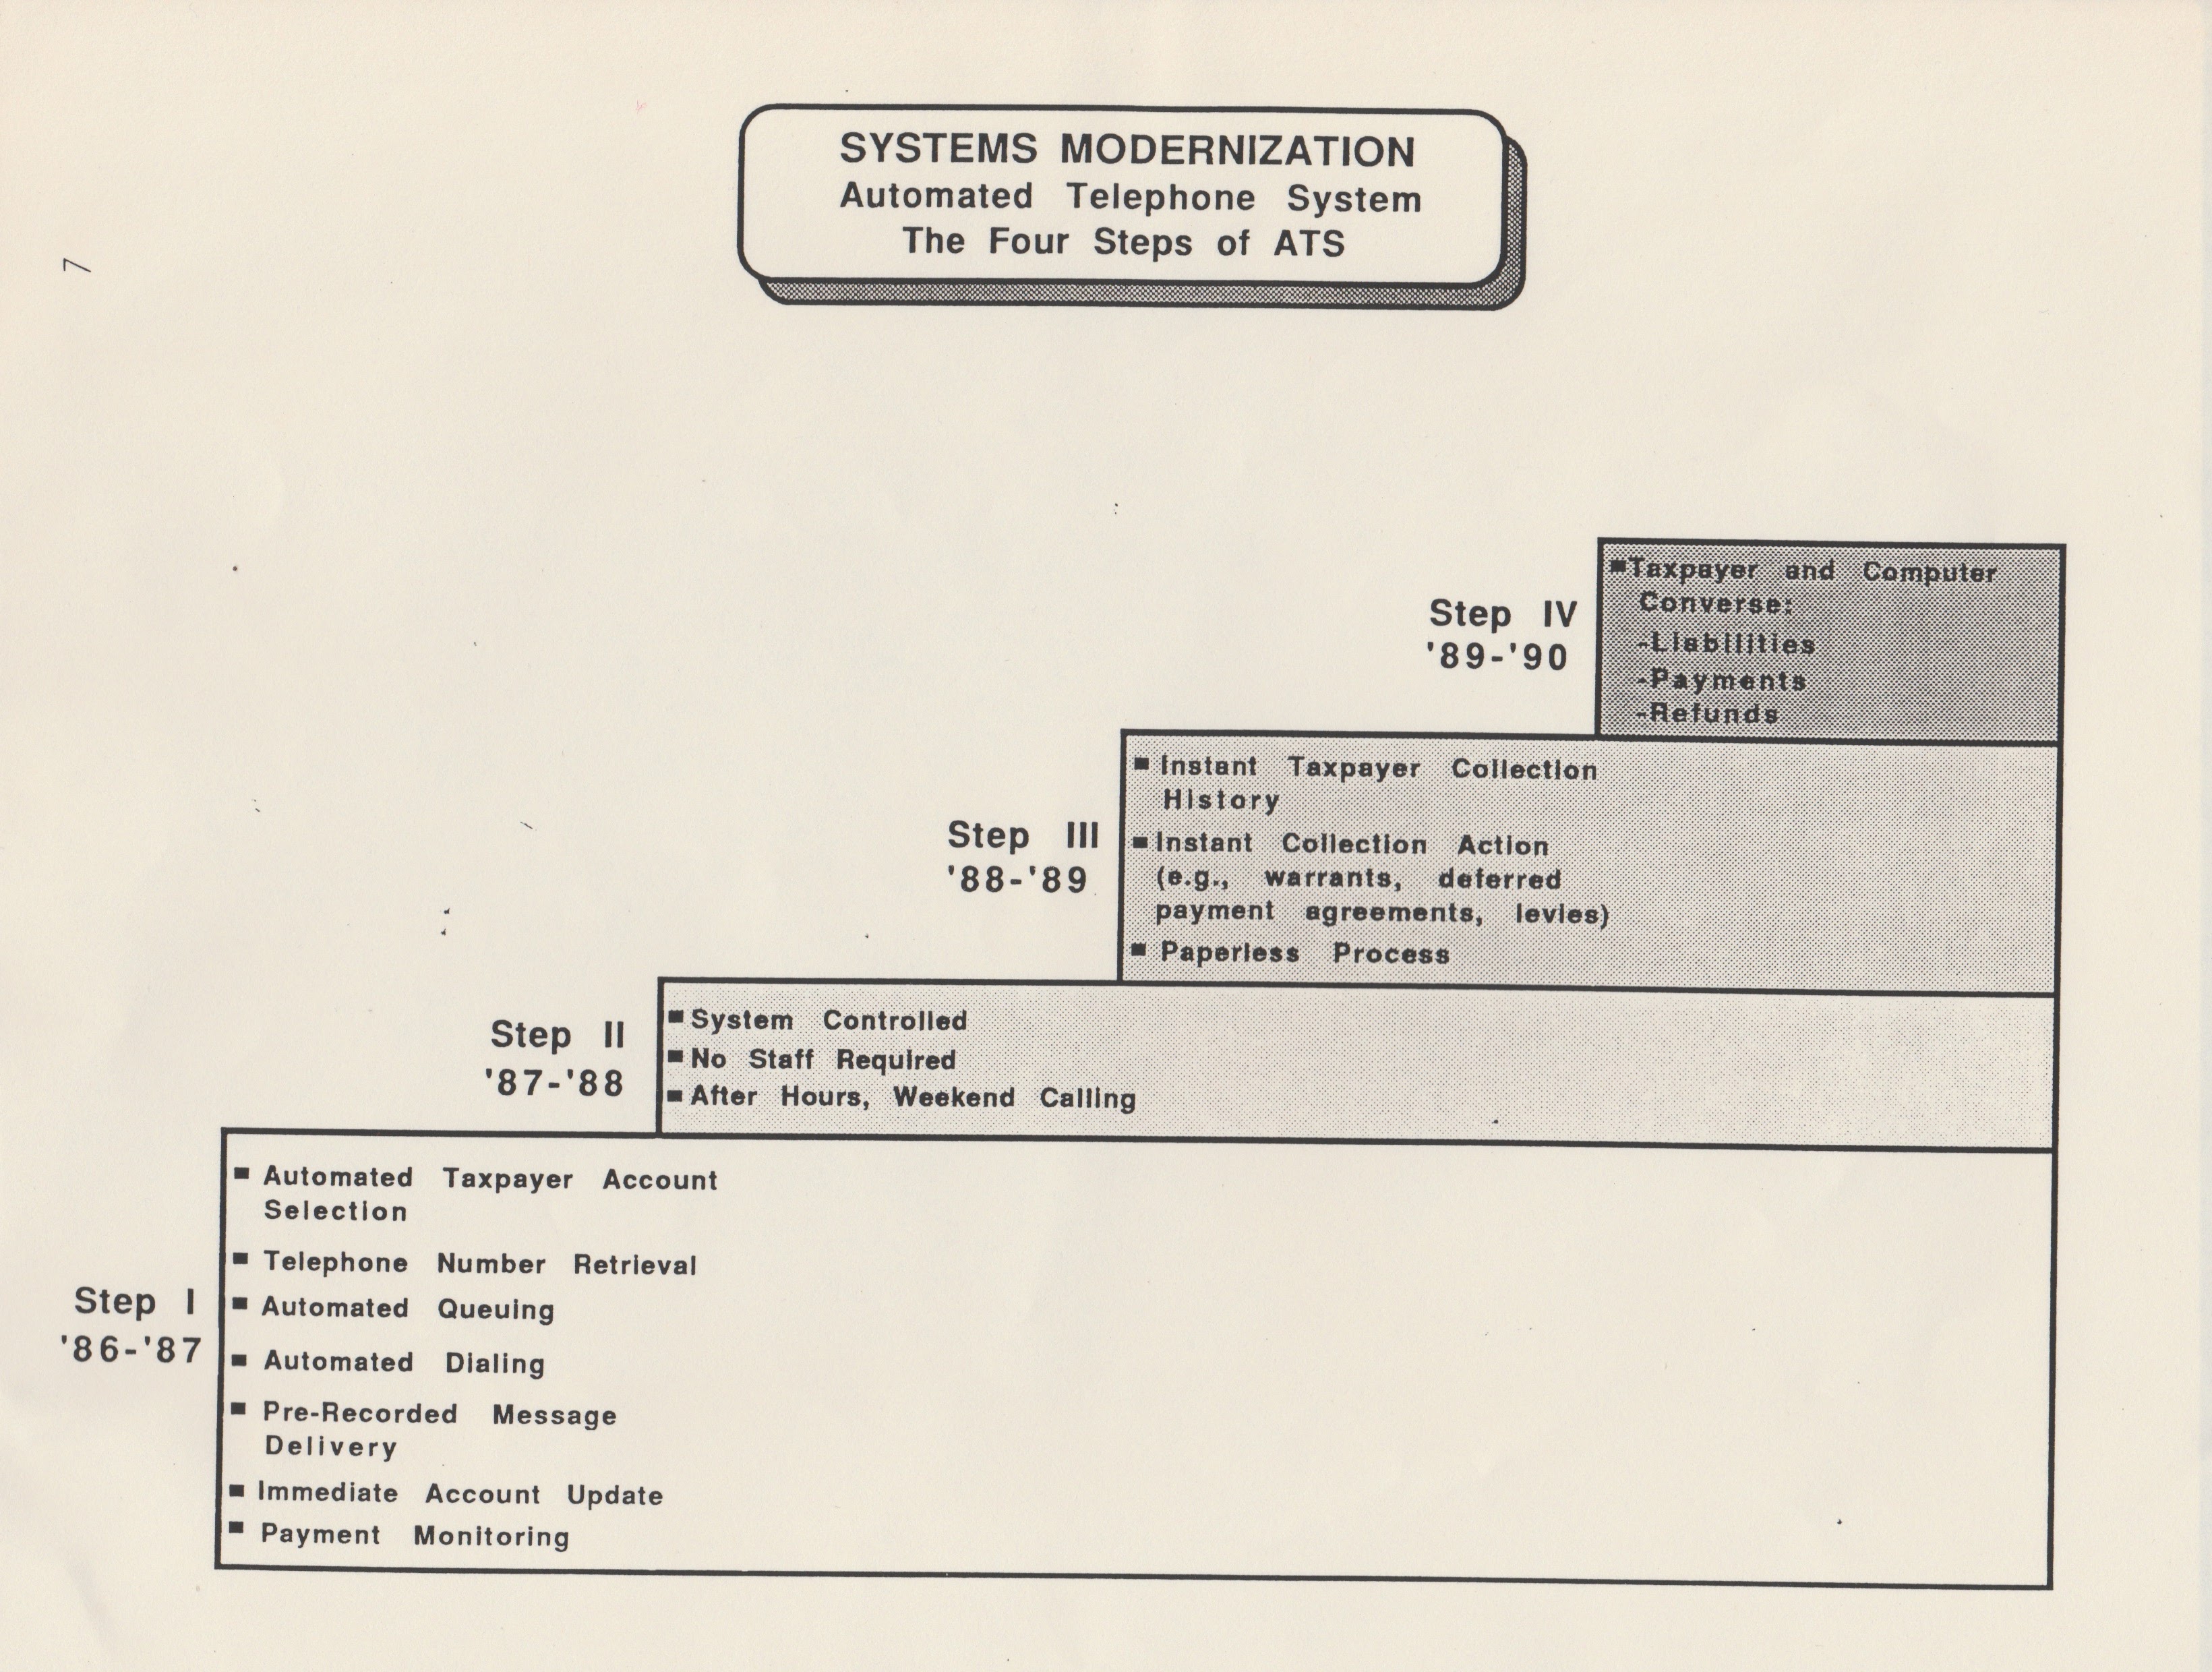 SYSTEMS MODERNIZATION
Automated Telephone System
The Four Steps of ATS
7
Step IV
'89-'90
▪Taxpayer and Computer
Converse:
-Liabilities
-Payments
-Refunds
Step III
'88-'89
▪ Instant Taxpayer Collection
History
▪ Instant Collection Action
(e.g., warrants, deferred
payment agreements, levies)
▪ Paperless Process
Step II
'87-'88
▪ System Controlled
▪ No Staff Required
▪ After Hours, Weekend Calling
Step I
'86-'87
▪ Automated Taxpayer Account
Selection
▪ Telephone Number Retrieval
▪ Automated Queuing
▪ Automated Dialing
▪ Pre-Recorded Message
Delivery
▪ Immediate Account Update
▪ Payment Monitoring